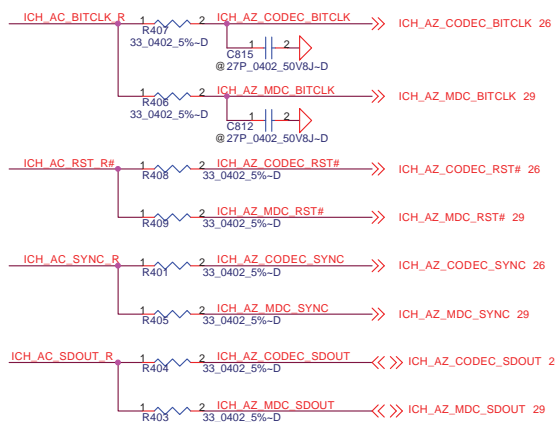 ICH_AC_BITCLK_R 1 2 ICH_AZ_CODEC_BITCLK ICH_AZ_CODEC_BITCLK 26
R407
33_0402_5%~D
1 2
C815
@27P_0402_50V8J~D
1 2 ICH_AZ_MDC_BITCLK ICH_AZ_MDC_BITCLK 29
R406
33_0402_5%~D
1 2
C812
@27P_0402_50V8J~D
ICH_AC_RST_R# 1 2 ICH_AZ_CODEC_RST# ICH_AZ_CODEC_RST# 26
R408 33_0402_5%~D
1 2 ICH_AZ_MDC_RST# ICH_AZ_MDC_RST# 29
R409 33_0402_5%~D
ICH_AC_SYNC_R 1 2 ICH_AZ_CODEC_SYNC ICH_AZ_CODEC_SYNC 26
R401 33_0402_5%~D
1 2 ICH_AZ_MDC_SYNC ICH_AZ_MDC_SYNC 29
R405 33_0402_5%~D
ICH_AC_SDOUT_R 1 2 ICH_AZ_CODEC_SDOUT ICH_AZ_CODEC_SDOUT 2
R404 33_0402_5%~D
1 2 ICH_AZ_MDC_SDOUT ICH_AZ_MDC_SDOUT 29
R403 33_0402_5%~D